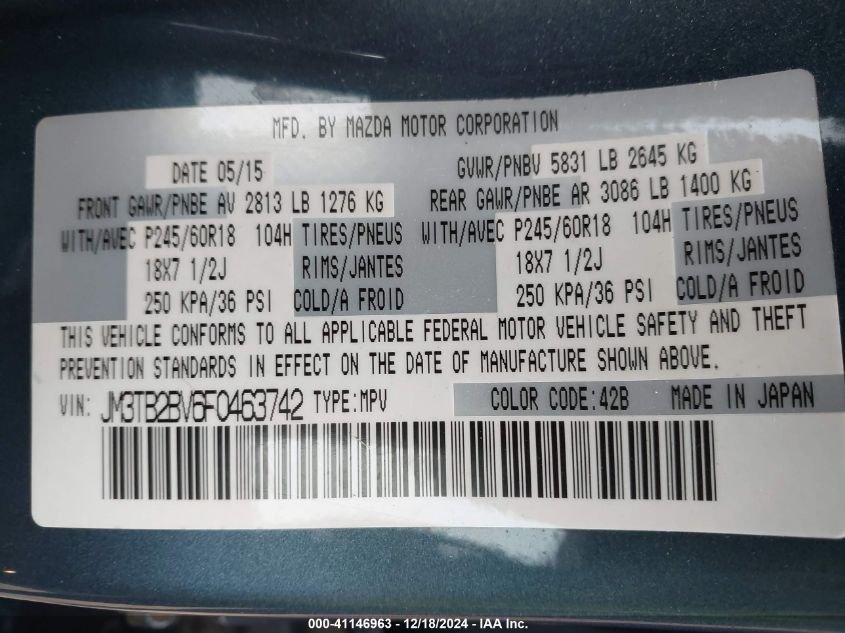 MFD. BY MAZDA MOTOR CORPORATION
DATE 05/15 GVWR/PNBV 5831 LB 2645 KG
FRONT GAWR/PNBE AV 2813 LB 1276 KG REAR GAWR/PNBE AR 3086 LB 1400 KG
WITH/AVEC P245/60R18 104H TIRES/PNEUS WITH/AVEC P245/60R18 104H TIRES/PNEUS
18X7 1/2J RIMS/JANTES 18X7 1/2J RIMS/JANTES
250 KPA/36 PSI COLD/A FROID 250 KPA/36 PSI COLD/A FROID
THIS VEHICLE CONFORMS TO ALL APPLICABLE FEDERAL MOTOR VEHICLE SAFETY AND THEFT
PREVENTION STANDARDS IN EFFECT ON THE DATE OF MANUFACTURE SHOWN ABOVE.
VIN: JM3TB2BV6F0463742 TYPE:MPV COLOR CODE:42B MADE IN JAPAN
000-41146963 - 12/18/2024 - IAA Inc.